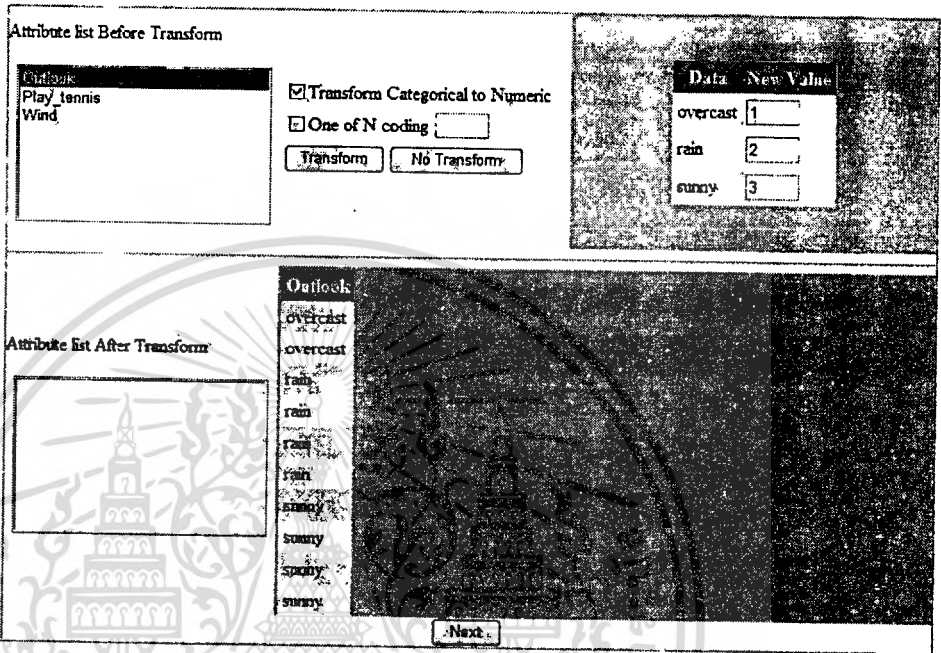 Attribute list Before Transform
Outlook
Play_tennis
Wind
Transform Categorical to Numeric
One of N coding
Transform
No Transform
Data New Value
overcast 1
rain 2
sunny 3
Attribute list After Transform
Outlook
overcast
overcast
rain
rain
rain
rain
sunny
sunny
sunny
sunny
Next